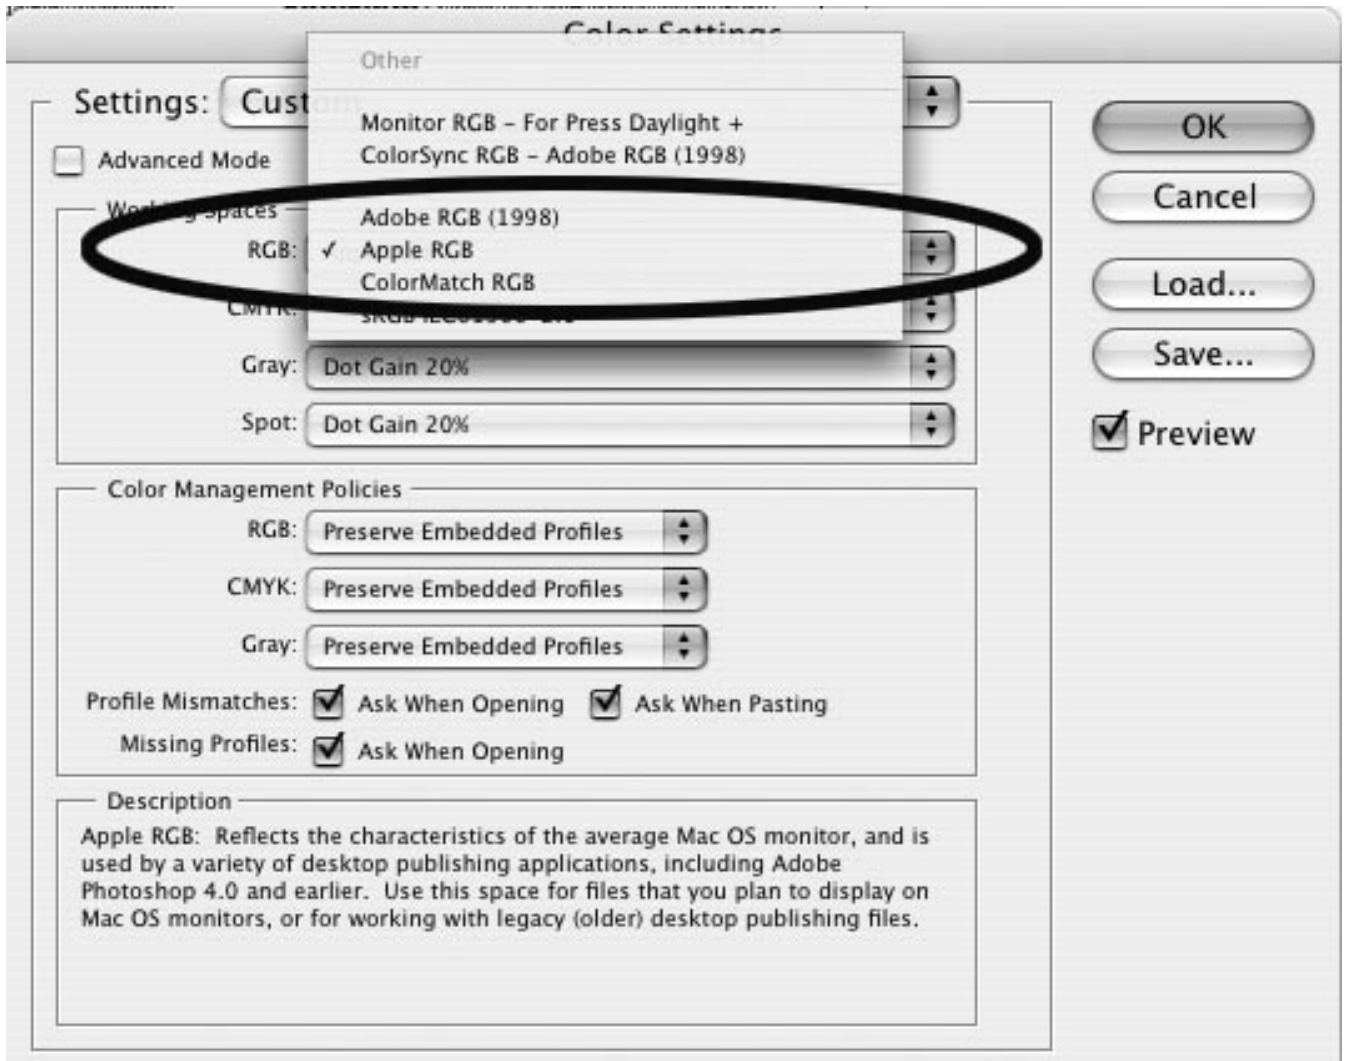 Color Settings
Other
Settings: Custom
Monitor RGB – For Press Daylight +
Advanced Mode
ColorSync RGB – Adobe RGB (1998)
Working Spaces
Adobe RGB (1998)
RGB: ✓ Apple RGB
ColorMatch RGB
CMYK:
Gray: Dot Gain 20%
Spot: Dot Gain 20%
Color Management Policies
RGB: Preserve Embedded Profiles
CMYK: Preserve Embedded Profiles
Gray: Preserve Embedded Profiles
Profile Mismatches: Ask When Opening Ask When Pasting
Missing Profiles: Ask When Opening
Description
Apple RGB: Reflects the characteristics of the average Mac OS monitor, and is
used by a variety of desktop publishing applications, including Adobe
Photoshop 4.0 and earlier. Use this space for files that you plan to display on
Mac OS monitors, or for working with legacy (older) desktop publishing files.
OK
Cancel
Load...
Save...
Preview